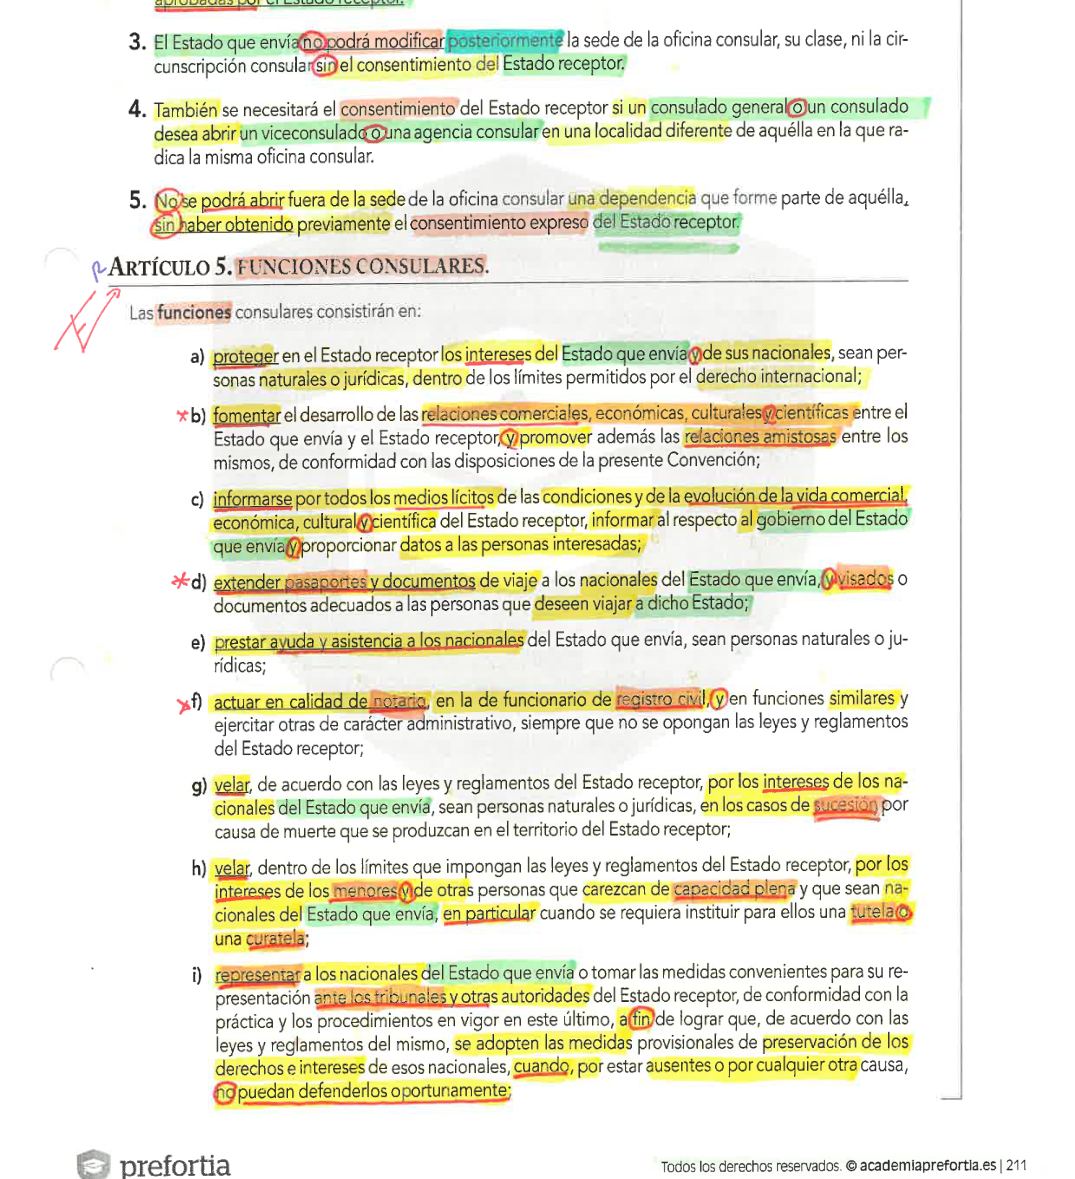 aprobadas por el Estado receptor.
3. El Estado que envía no podrá modificar posteriormente la sede de la oficina consular, su clase, ni la cir-
cunscripción consular sin el consentimiento del Estado receptor.
4. También se necesitará el consentimiento del Estado receptor si un consulado general o un consulado
desea abrir un viceconsulado o una agencia consular en una localidad diferente de aquélla en la que ra-
dica la misma oficina consular.
5. No se podrá abrir fuera de la sede de la oficina consular una dependencia que forme parte de aquélla,
sin haber obtenido previamente el consentimiento expreso del Estado receptor.
ARTÍCULO 5. FUNCIONES CONSULARES.
Las funciones consulares consistirán en:
a) proteger en el Estado receptor los intereses del Estado que envía y de sus nacionales, sean per-
sonas naturales o jurídicas, dentro de los límites permitidos por el derecho internacional;
b) fomentar el desarrollo de las relaciones comerciales, económicas, culturales y científicas entre el
Estado que envía y el Estado receptor, y promover además las relaciones amistosas entre los
mismos, de conformidad con las disposiciones de la presente Convención;
c) informarse por todos los medios lícitos de las condiciones y de la evolución de la vida comercial,
económica, cultural y científica del Estado receptor, informar al respecto al gobierno del Estado
que envía y proporcionar datos a las personas interesadas;
d) extender pasaportes y documentos de viaje a los nacionales del Estado que envía, y visados o
documentos adecuados a las personas que deseen viajar a dicho Estado;
e) prestar ayuda y asistencia a los nacionales del Estado que envía, sean personas naturales o ju-
rídicas;
f) actuar en calidad de notario, en la de funcionario de registro civil, y en funciones similares y
ejercitar otras de carácter administrativo, siempre que no se opongan las leyes y reglamentos
del Estado receptor;
g) velar, de acuerdo con las leyes y reglamentos del Estado receptor, por los intereses de los na-
cionales del Estado que envía, sean personas naturales o jurídicas, en los casos de sucesión por
causa de muerte que se produzcan en el territorio del Estado receptor;
h) velar, dentro de los límites que impongan las leyes y reglamentos del Estado receptor, por los
intereses de los menores y de otras personas que carezcan de capacidad plena y que sean na-
cionales del Estado que envía, en particular cuando se requiera instituir para ellos una tutela o
una curatela;
i) representar a los nacionales del Estado que envía o tomar las medidas convenientes para su re-
presentación ante los tribunales y otras autoridades del Estado receptor, de conformidad con la
práctica y los procedimientos en vigor en este último, a fin de lograr que, de acuerdo con las
leyes y reglamentos del mismo, se adopten las medidas provisionales de preservación de los
derechos e intereses de esos nacionales, cuando, por estar ausentes o por cualquier otra causa,
no puedan defenderlos oportunamente;
prefortia
Todos los derechos reservados. © academiaprefortia.es | 211